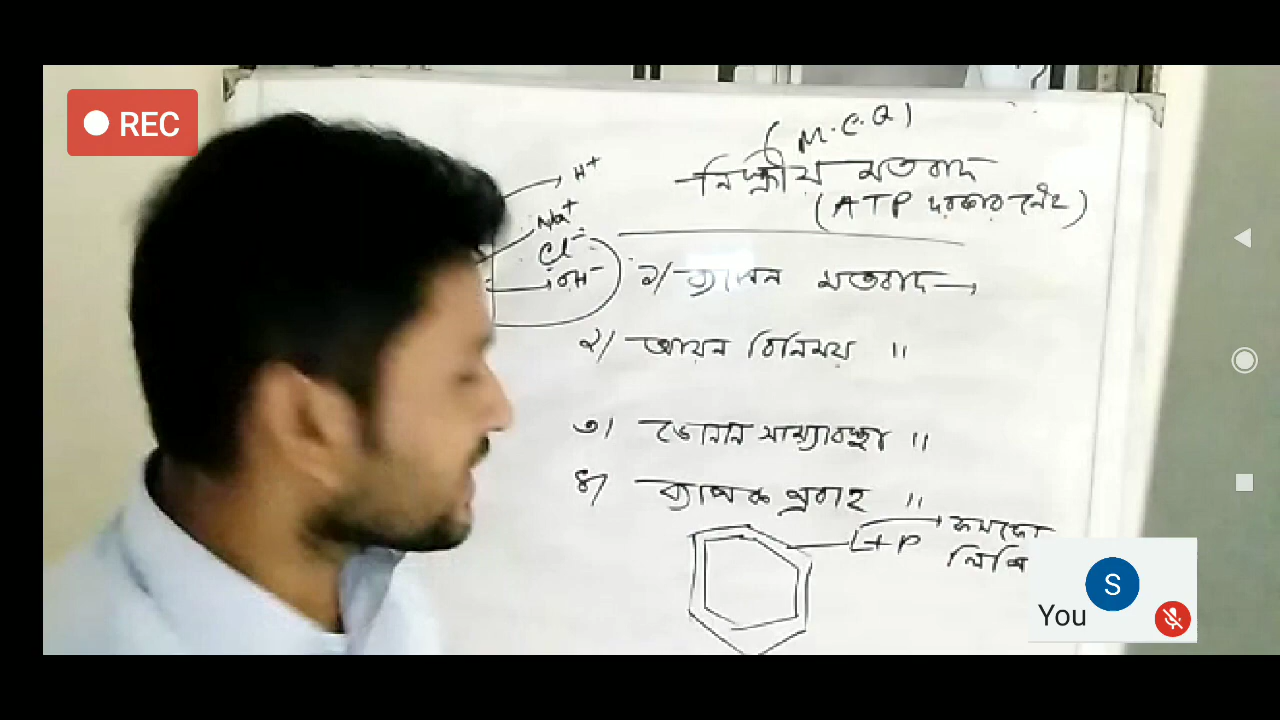 REC
(M.C.Q)
নিষ্ক্রীয় মতবাদ
(ATP দরকার নেই)
H+
Na+
Cl-
OH-
১/ ব্যাপন মতবাদ →
২/ আয়ন বিনিময় "
৩/ ডোনান সাম্যাবস্থা "
৪/ ব্যাপক প্রবাহ "
L+P → ফসফো
লিপি
You
S